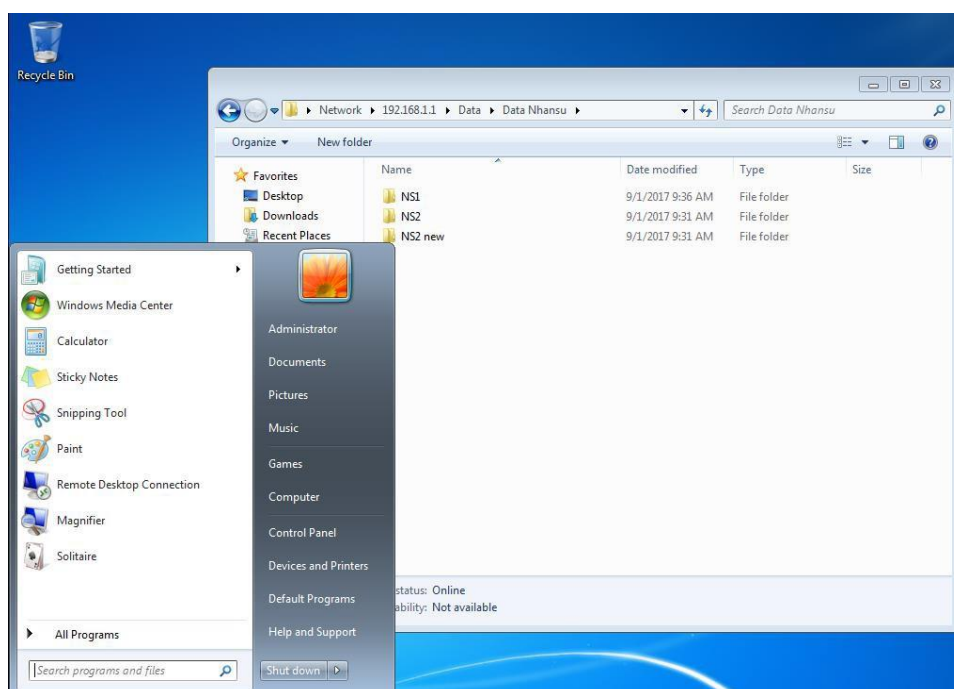 Recycle Bin
Network 192.168.1.1 Data Data Nhansu
Search Data Nhansu
Organize New folder
Name Date modified Type Size
Favorites
Desktop
Downloads
Recent Places
NS1 9/1/2017 9:36 AM File folder
NS2 9/1/2017 9:31 AM File folder
NS2 new 9/1/2017 9:31 AM File folder
Getting Started
Windows Media Center
Calculator
Sticky Notes
Snipping Tool
Paint
Remote Desktop Connection
Magnifier
Solitaire
All Programs
Search programs and files
Administrator
Documents
Pictures
Music
Games
Computer
Control Panel
Devices and Printers
Default Programs
Help and Support
Shut down
status: Online
ability: Not available